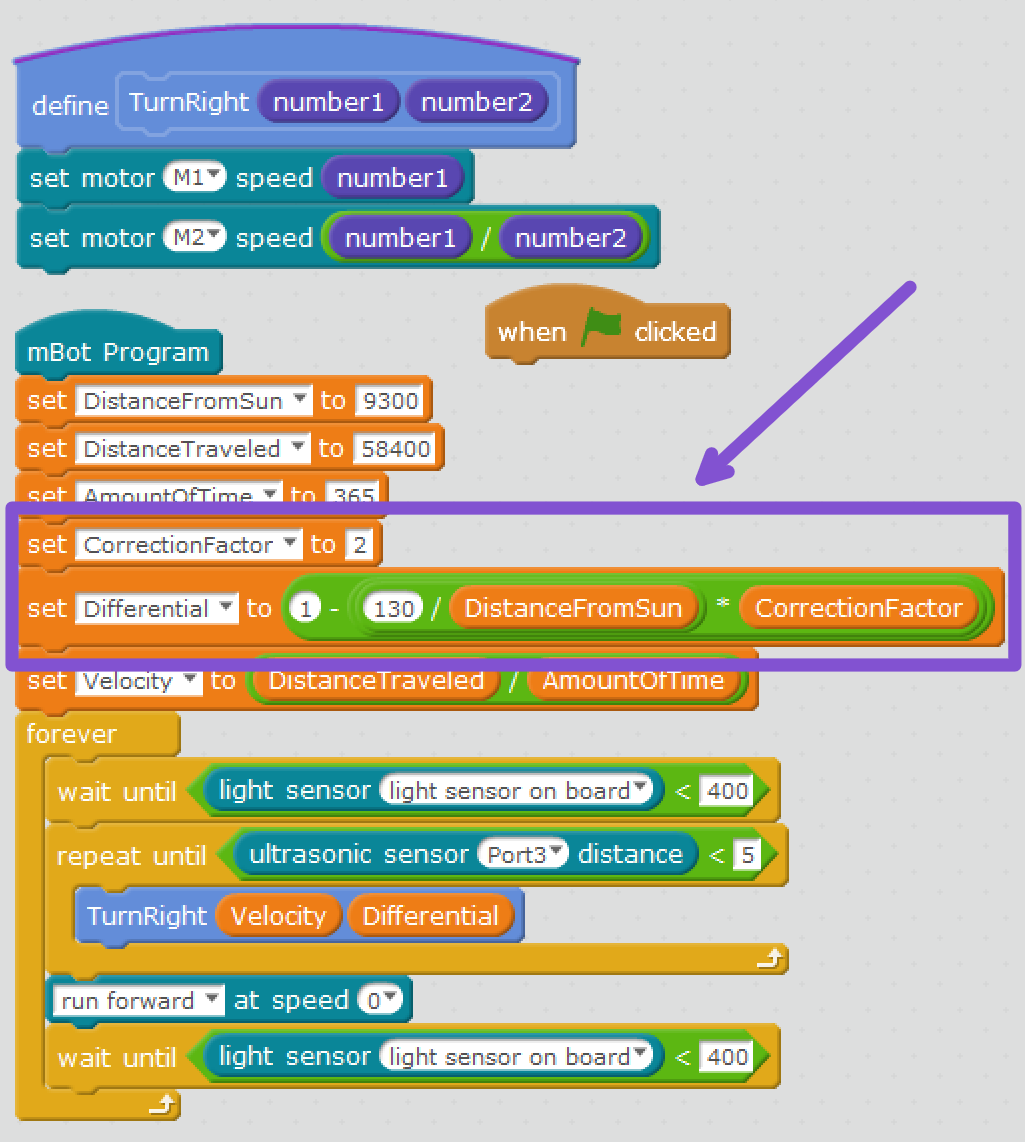 define TurnRight number1 number2
set motor M1 speed number1
set motor M2 speed number1 / number2
when clicked
mBot Program
set DistanceFromSun to 9300
set DistanceTraveled to 58400
set AmountOfTime to 365
set CorrectionFactor to 2
set Differential to 1 - 130 / DistanceFromSun * CorrectionFactor
set Velocity to DistanceTraveled / AmountOfTime
forever
wait until light sensor light sensor on board < 400
repeat until ultrasonic sensor Port3 distance < 5
TurnRight Velocity Differential
run forward at speed 0
wait until light sensor light sensor on board < 400